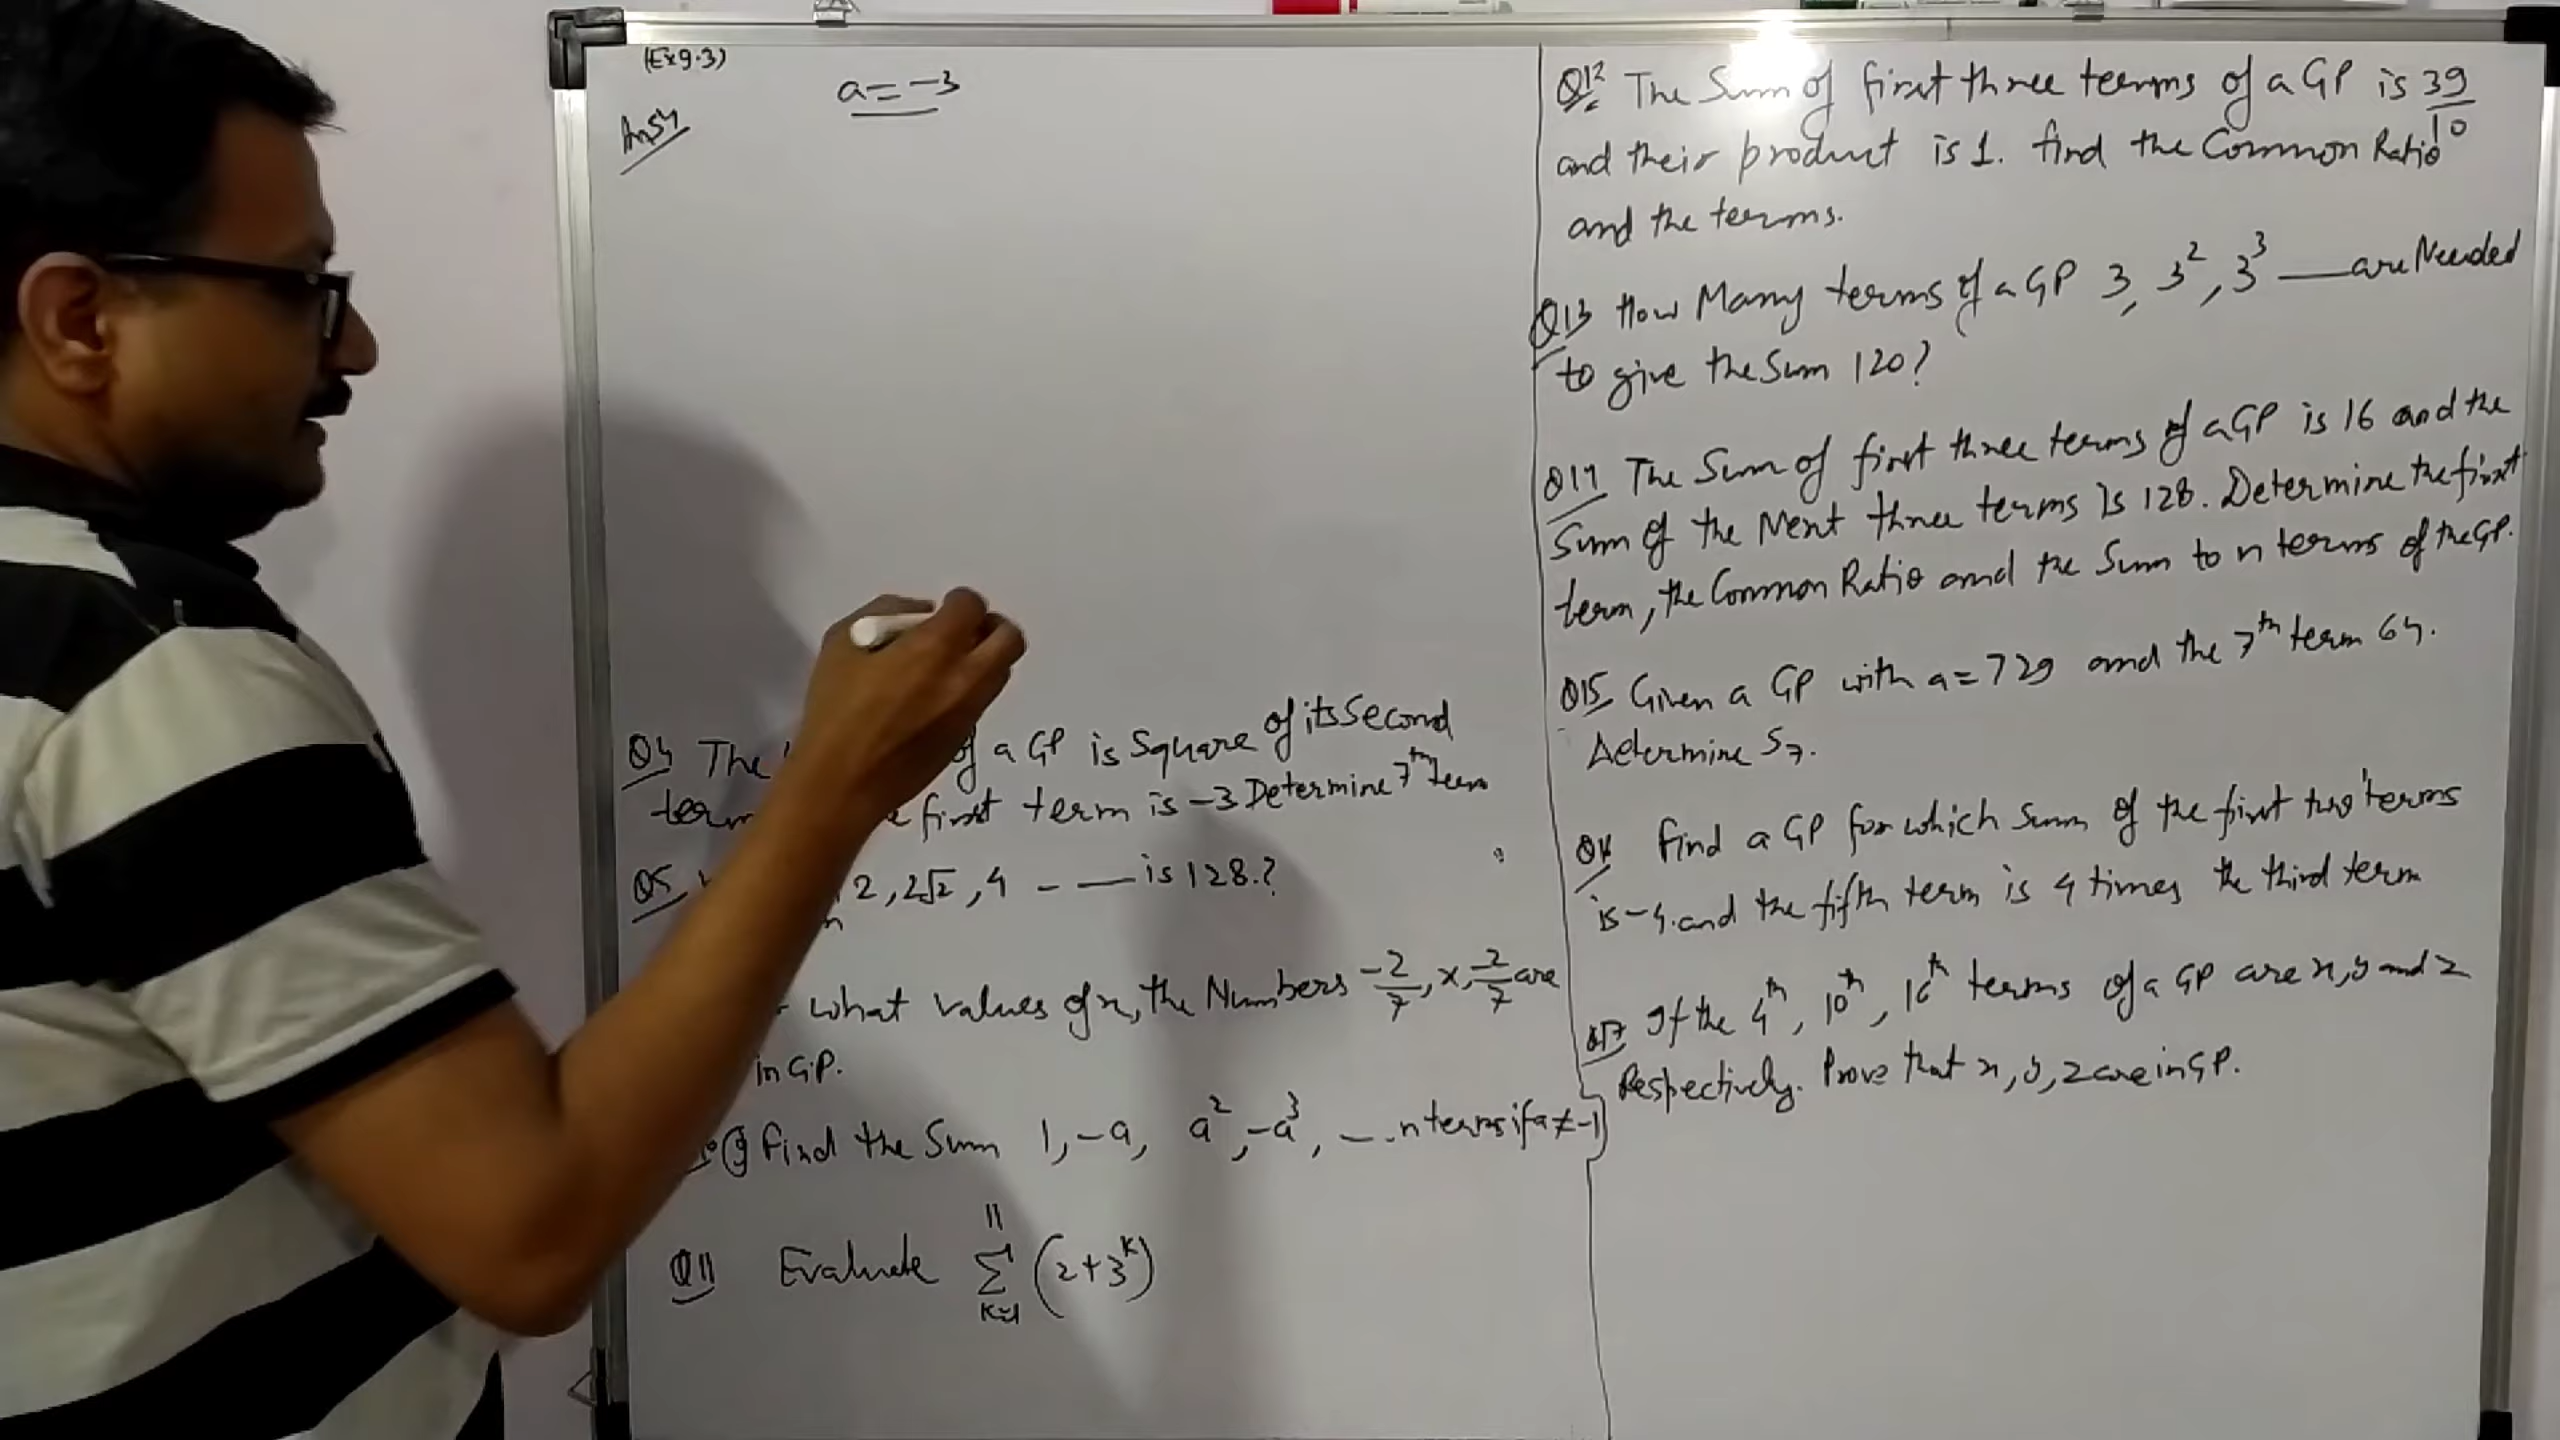 (Ex 9.3)
a = -3
Ans4
Q4 The of a GP is Square of its Second
term first term is -3 Determine 7th term
Q5 2, 2√2, 4 - — is 128.?
n
what values of x, the Numbers -2/7, x, -2/7 are
in G.P.
find the Sum 1, -a, a², -a³, —.. n terms if a ≠ -1)
Q11 Evaluate ∑ k=1 11 (2+3^k)
Q12 The Sum of first three terms of a GP is 39/10
and their product is 1. find the Common Ratio
and the terms.
Q13 How Many terms of a GP 3, 3², 3³ — are Needed
to give the Sum 120?
Q14 The Sum of first three terms of a GP is 16 and the
Sum of the Next three terms is 128. Determine the first
term, the Common Ratio and the Sum to n terms of the GP.
Q15 Given a GP with a = 729 and the 7th term 64.
Determine S7.
Q16 find a GP for which Sum of the first two terms
is -4. and the fifth term is 4 times the third term
Q17 If the 4th, 10th, 16th terms of a GP are x, y and z
Respectively. Prove that x, y, z are in GP.